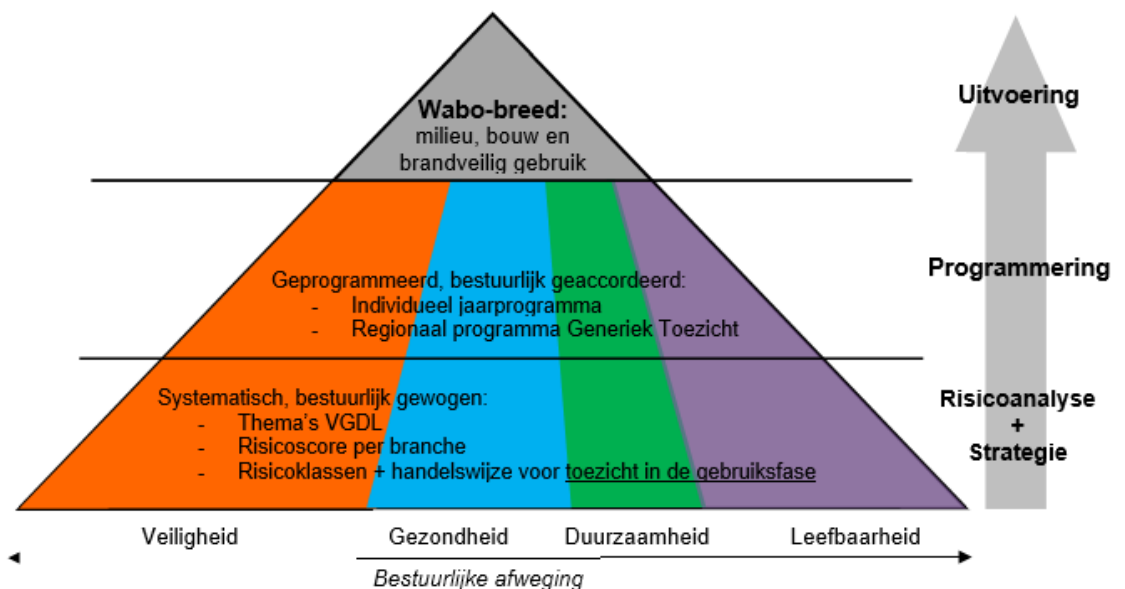 Wabo-breed:
milieu, bouw en
brandveilig gebruik
Uitvoering
Geprogrammeerd, bestuurlijk geaccordeerd:
- Individueel jaarprogramma
- Regionaal programma Generiek Toezicht
Programmering
Systematisch, bestuurlijk gewogen:
- Thema's VGDL
- Risicoscore per branche
- Risicoklassen + handelswijze voor toezicht in de gebruiksfase
Risicoanalyse
+
Strategie
Veiligheid Gezondheid Duurzaamheid Leefbaarheid
Bestuurlijke afweging